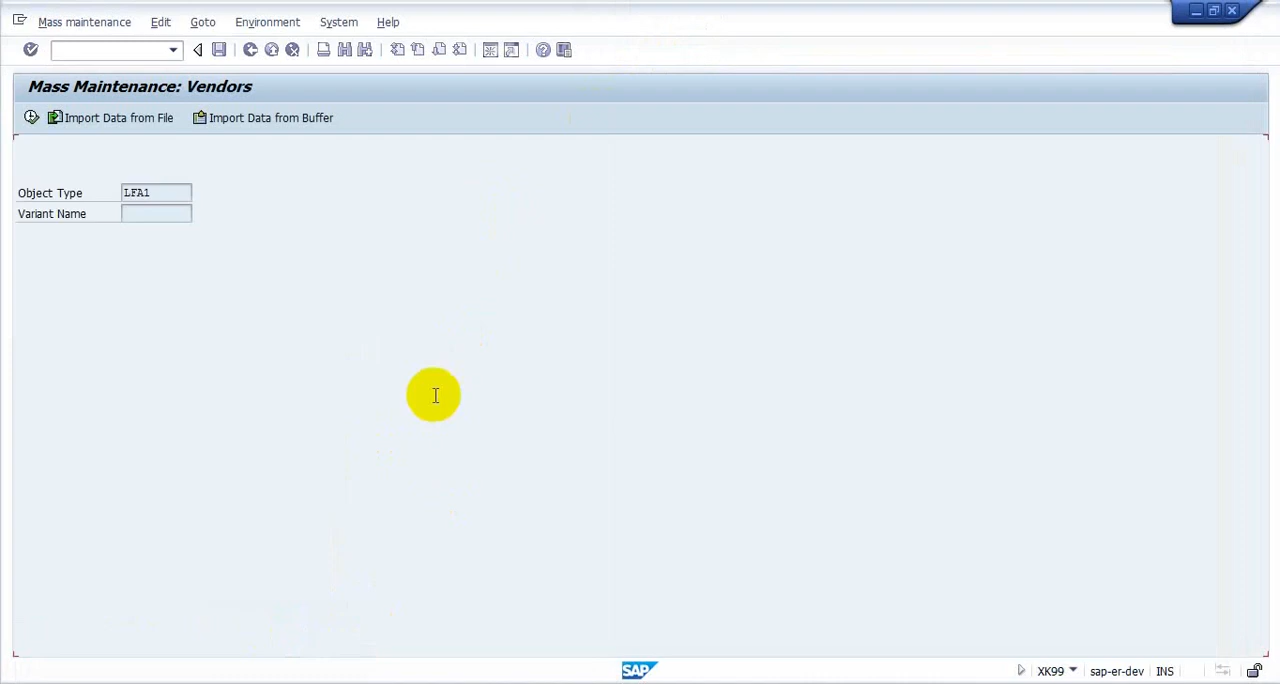 Mass maintenance Edit Goto Environment System Help
Mass Maintenance: Vendors
Import Data from File Import Data from Buffer
Object Type LFA1
Variant Name
SAP XK99 sap-er-dev INS